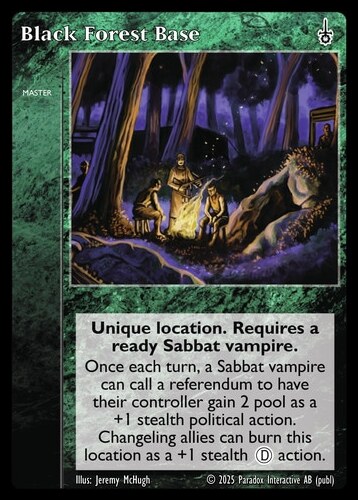 Black Forest Base
MASTER
Unique location. Requires a
ready Sabbat vampire.
Once each turn, a Sabbat vampire
can call a referendum to have
their controller gain 2 pool as a
+1 stealth political action.
Changeling allies can burn this
location as a +1 stealth Ⓓ action.
Illus: Jeremy McHugh © 2025 Paradox Interactive AB (publ)